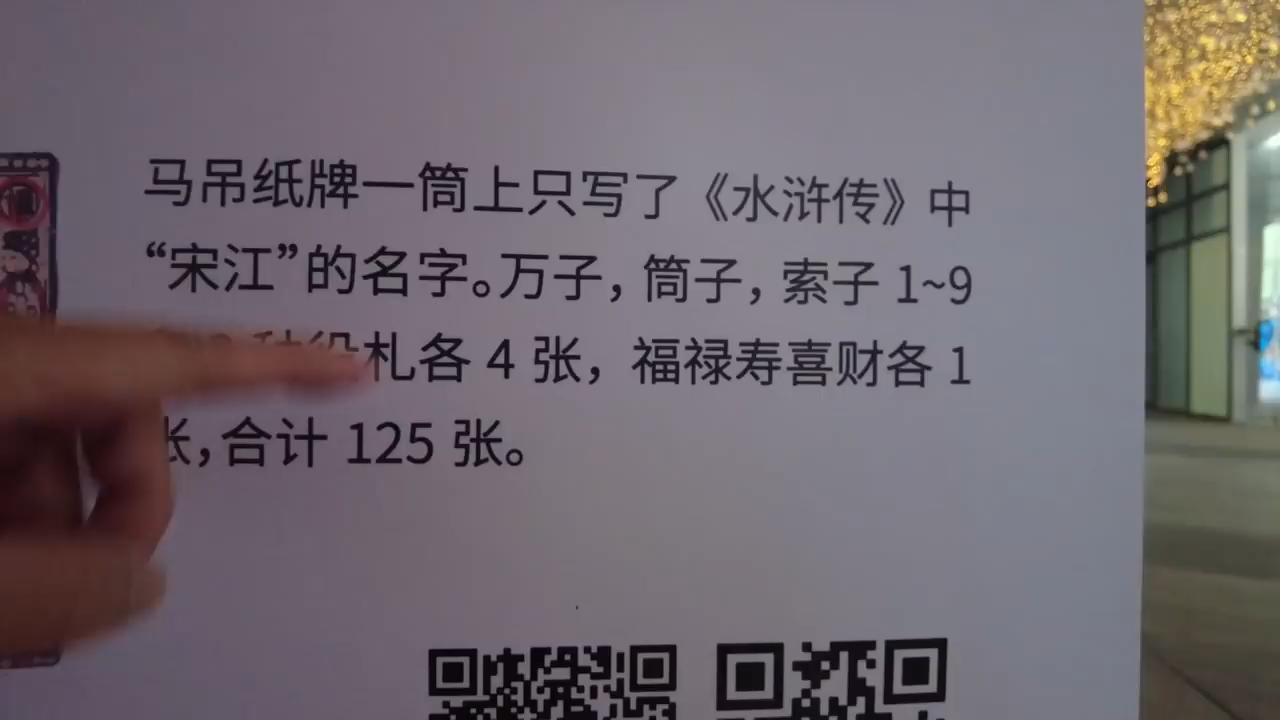 马吊纸牌一筒上只写了《水浒传》中
“宋江”的名字。万子，筒子，索子 1~9
札各 4 张，福禄寿喜财各 1
张，合计 125 张。